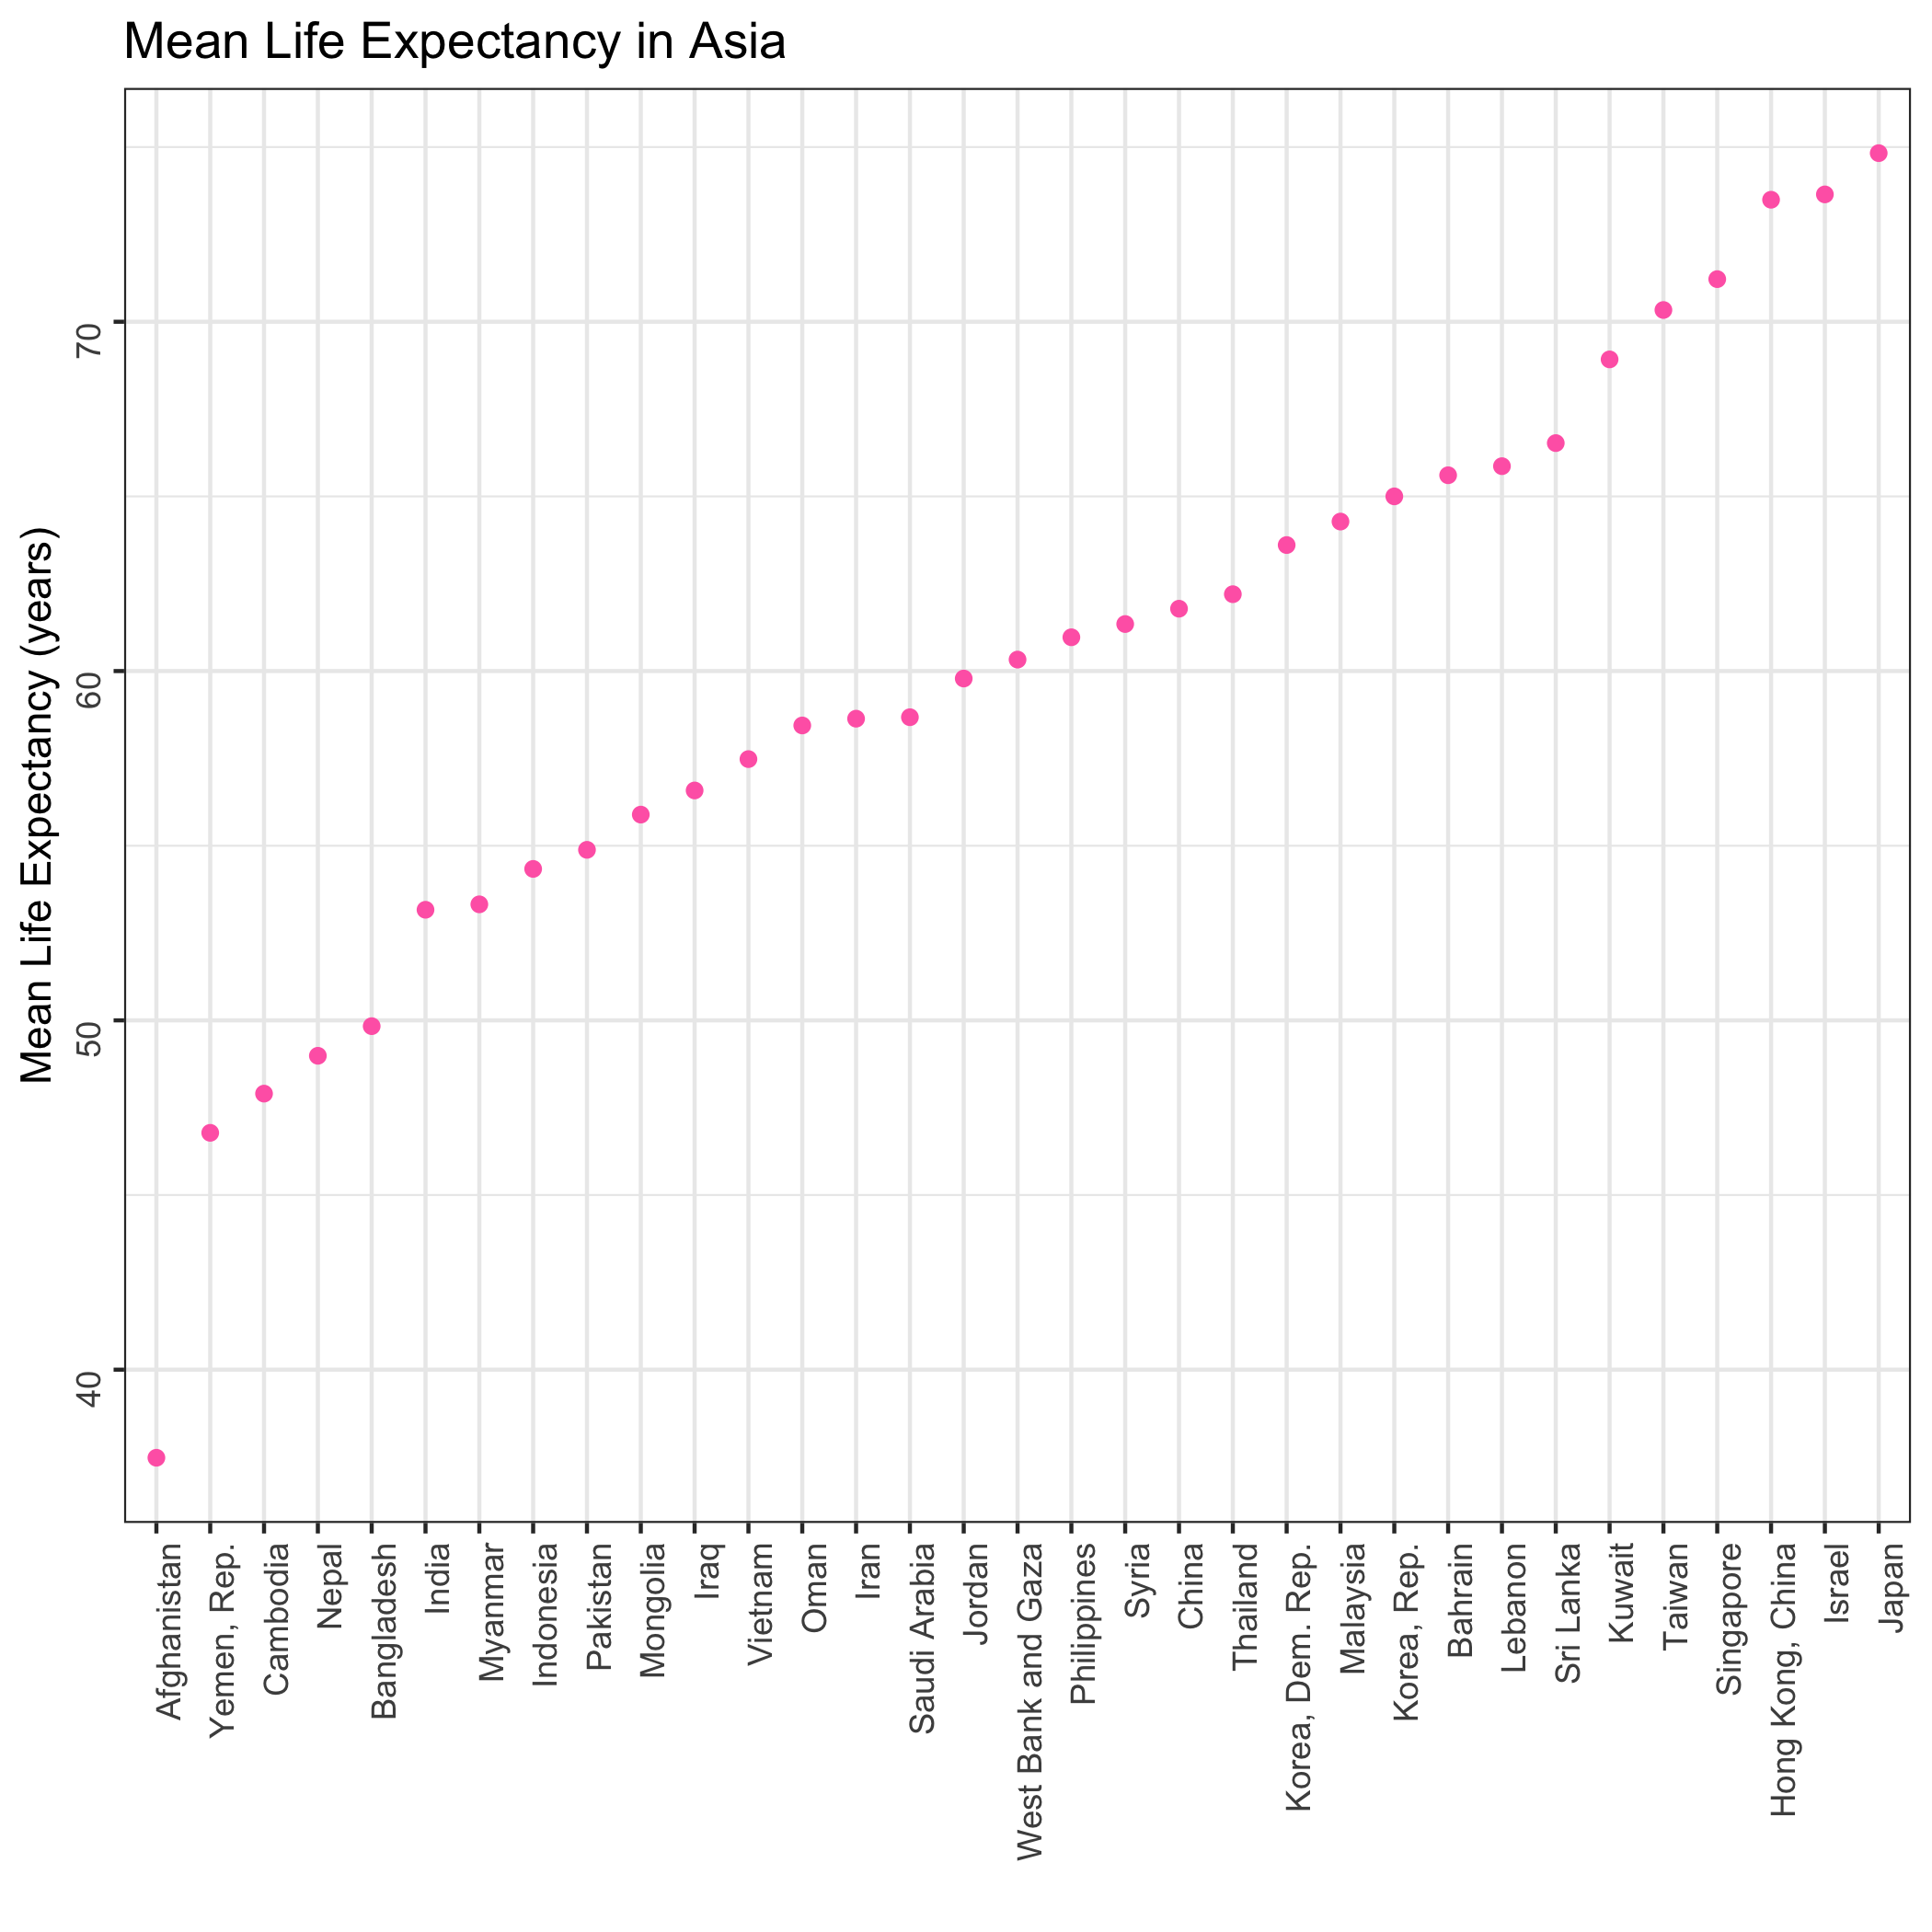 Mean Life Expectancy in Asia
Mean Life Expectancy (years)
70
60
50
40
Afghanistan
Yemen, Rep.
Cambodia
Nepal
Bangladesh
India
Myanmar
Indonesia
Pakistan
Mongolia
Iraq
Vietnam
Oman
Iran
Saudi Arabia
Jordan
West Bank and Gaza
Philippines
Syria
China
Thailand
Korea, Dem. Rep.
Malaysia
Korea, Rep.
Bahrain
Lebanon
Sri Lanka
Kuwait
Taiwan
Singapore
Hong Kong, China
Israel
Japan